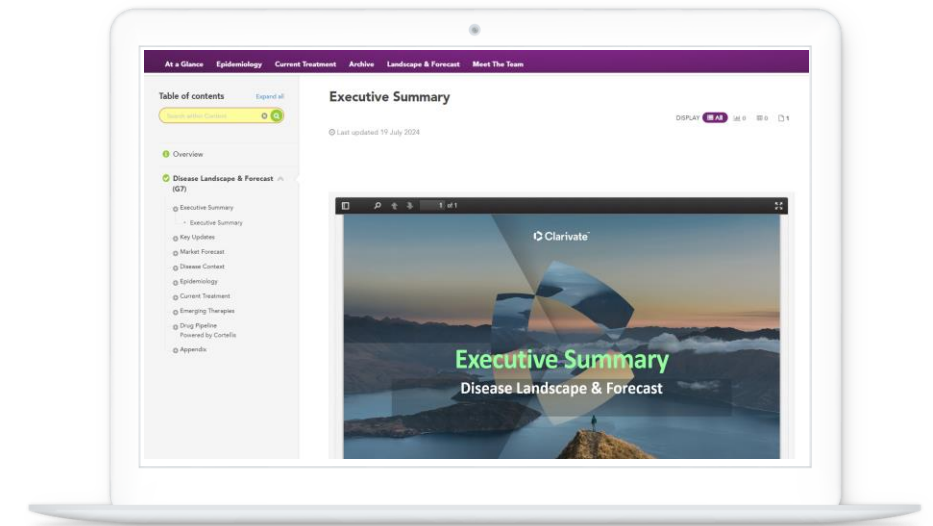 At a Glance Epidemiology Current Treatment Archive Landscape & Forecast Meet The Team
Table of contents Expand all
Search within Content
Overview
Disease Landscape & Forecast
(G7)
Executive Summary
Executive Summary
Key Updates
Market Forecast
Disease Context
Epidemiology
Current Treatment
Emerging Therapies
Drug Pipeline
Powered by Cortellis
Appendix
Executive Summary
DISPLAY All 0 0 1
Last updated 19 July 2024
1 of 1
Clarivate™
Executive Summary
Disease Landscape & Forecast